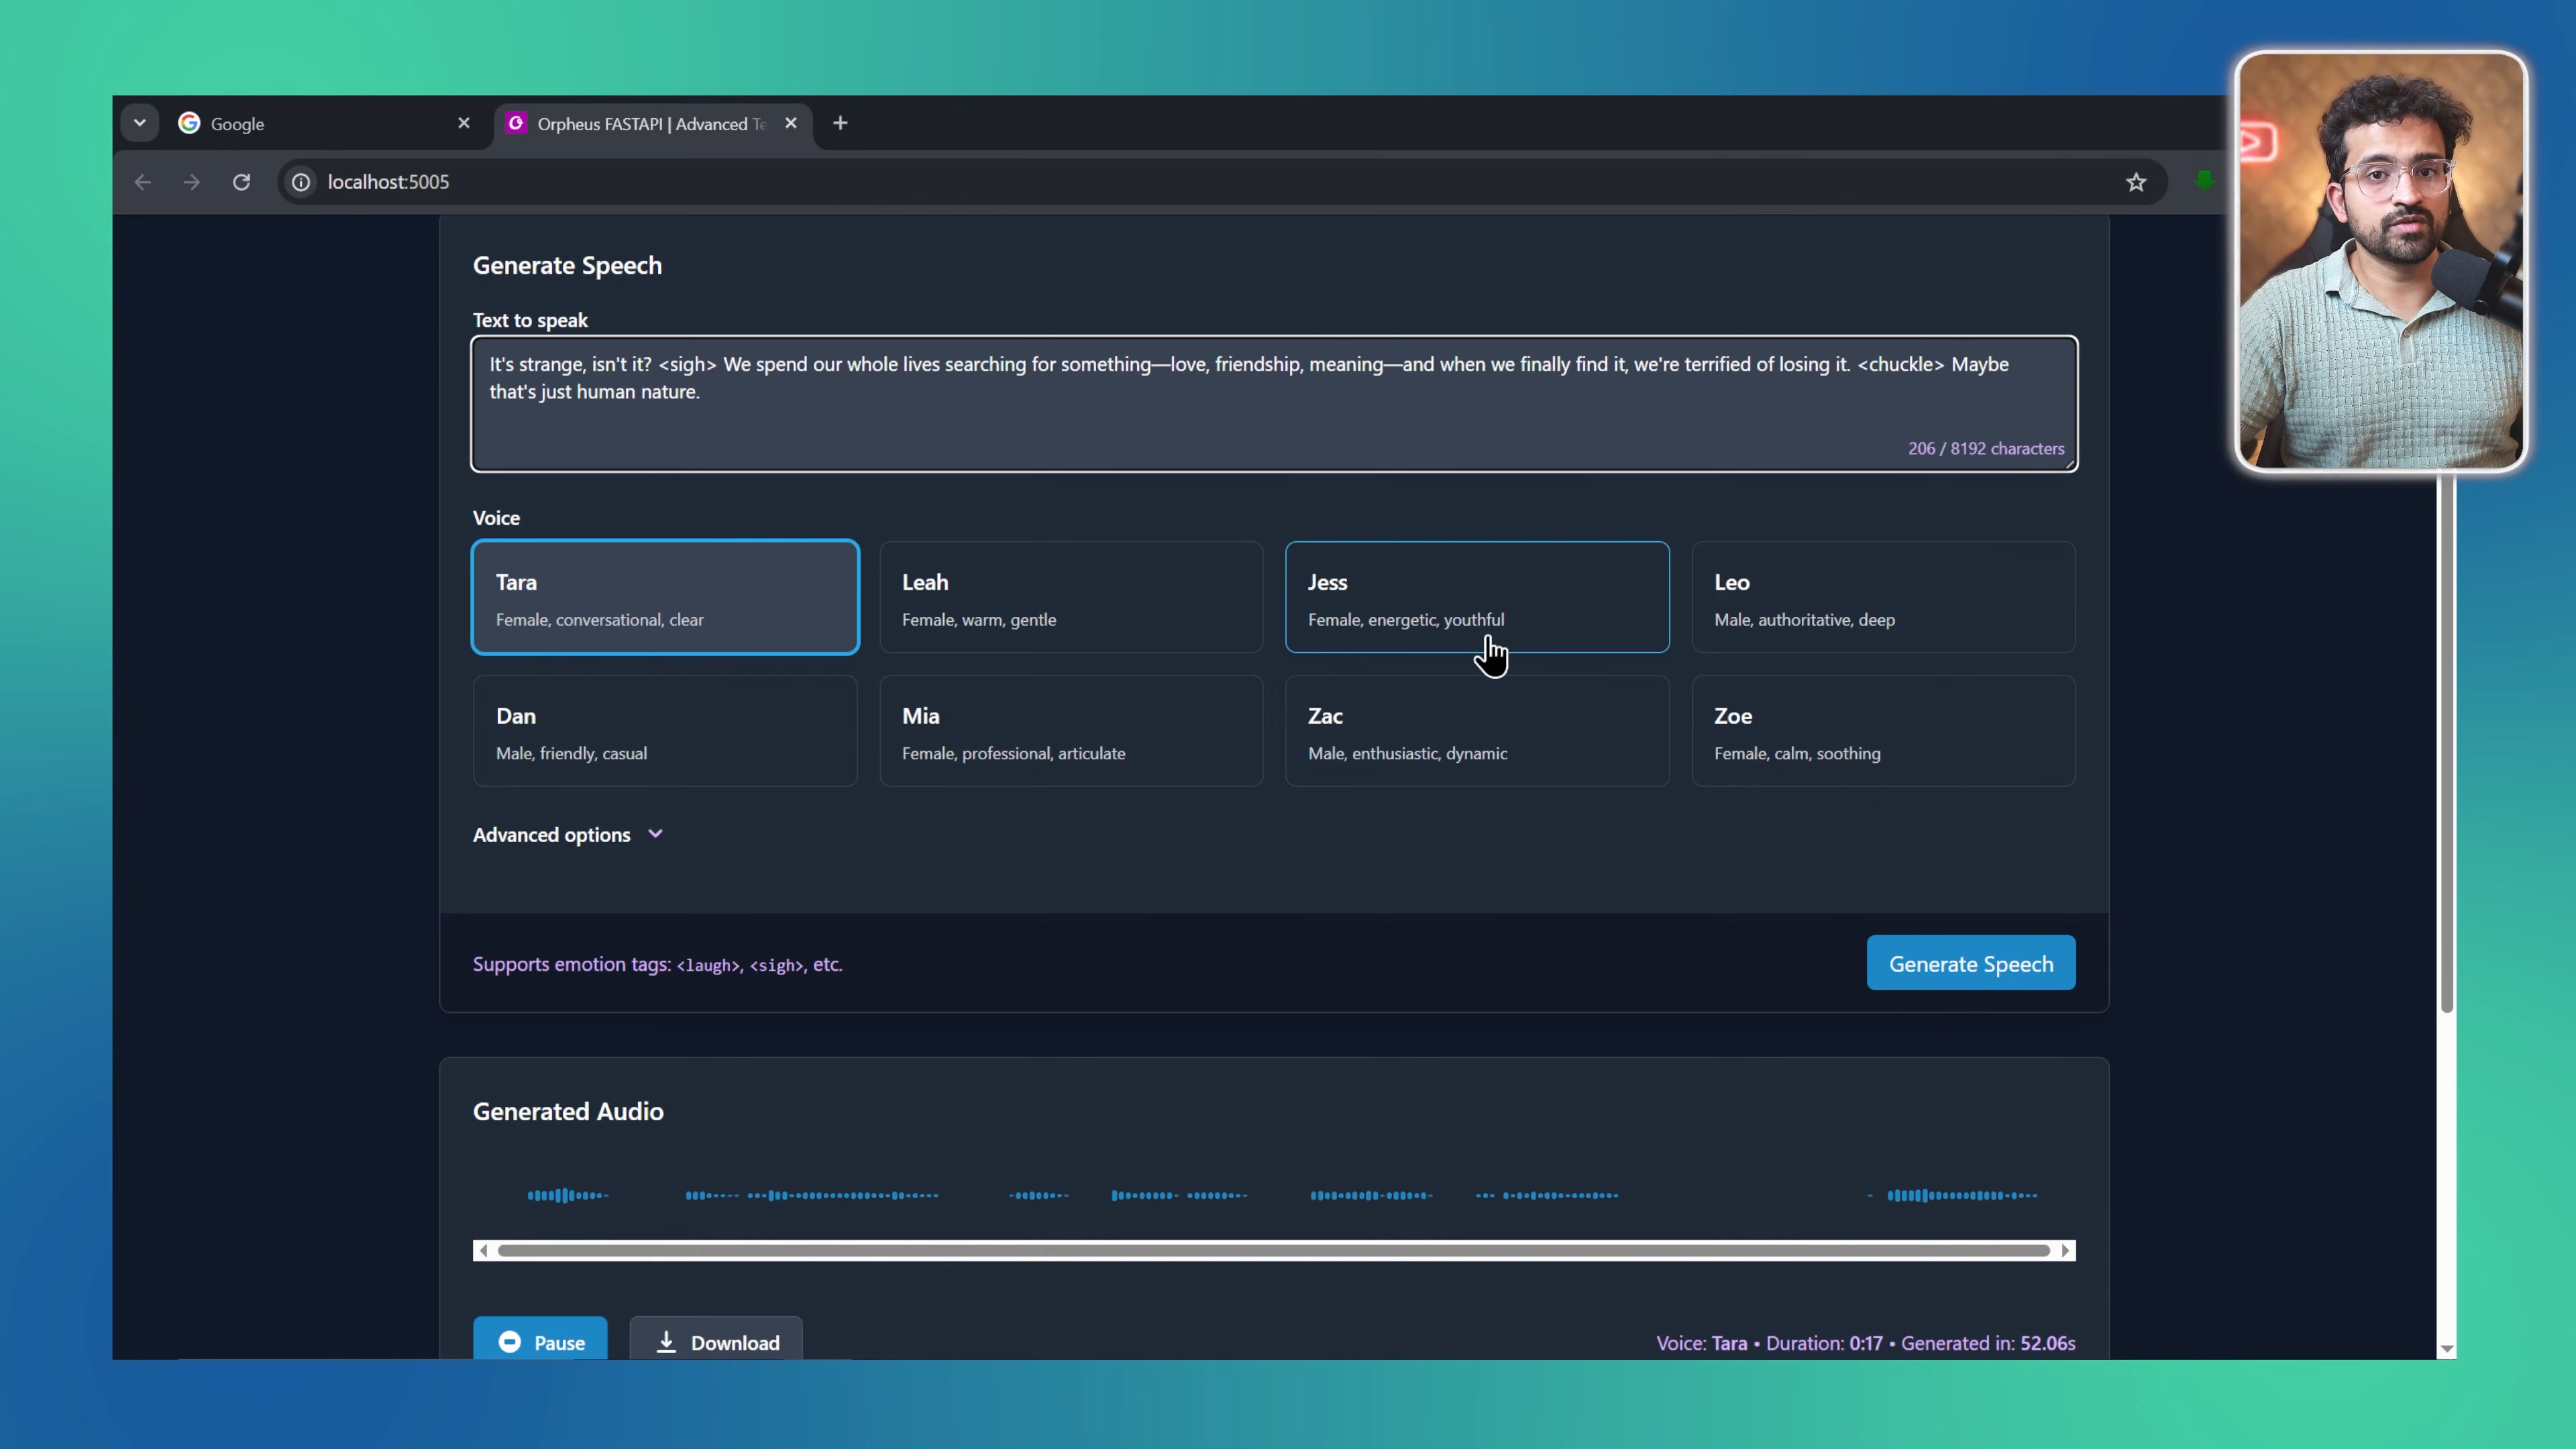 Google
Orpheus FASTAPI | Advanced Te
localhost:5005
Generate Speech
Text to speak
It's strange, isn't it? <sigh> We spend our whole lives searching for something—love, friendship, meaning—and when we finally find it, we're terrified of losing it. <chuckle> Maybe
that's just human nature.
206 / 8192 characters
Voice
Tara
Female, conversational, clear
Leah
Female, warm, gentle
Jess
Female, energetic, youthful
Leo
Male, authoritative, deep
Dan
Male, friendly, casual
Mia
Female, professional, articulate
Zac
Male, enthusiastic, dynamic
Zoe
Female, calm, soothing
Advanced options
Supports emotion tags: <laugh>, <sigh>, etc.
Generate Speech
Generated Audio
Pause
Download
Voice: Tara • Duration: 0:17 • Generated in: 52.06s